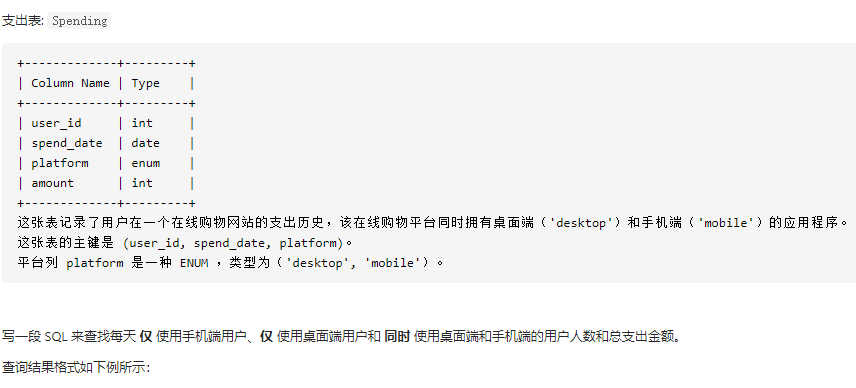 支出表: Spending
+-------------+---------+
| Column Name | Type    |
+-------------+---------+
| user_id     | int     |
| spend_date  | date    |
| platform    | enum    |
| amount      | int     |
+-------------+---------+
这张表记录了用户在一个在线购物网站的支出历史，该在线购物平台同时拥有桌面端（'desktop'）和手机端（'mobile'）的应用程序。
这张表的主键是 (user_id, spend_date, platform)。
平台列 platform 是一种 ENUM ，类型为（'desktop', 'mobile'）。
写一段 SQL 来查找每天 仅 使用手机端用户、仅 使用桌面端用户和 同时 使用桌面端和手机端的用户人数和总支出金额。
查询结果格式如下例所示：